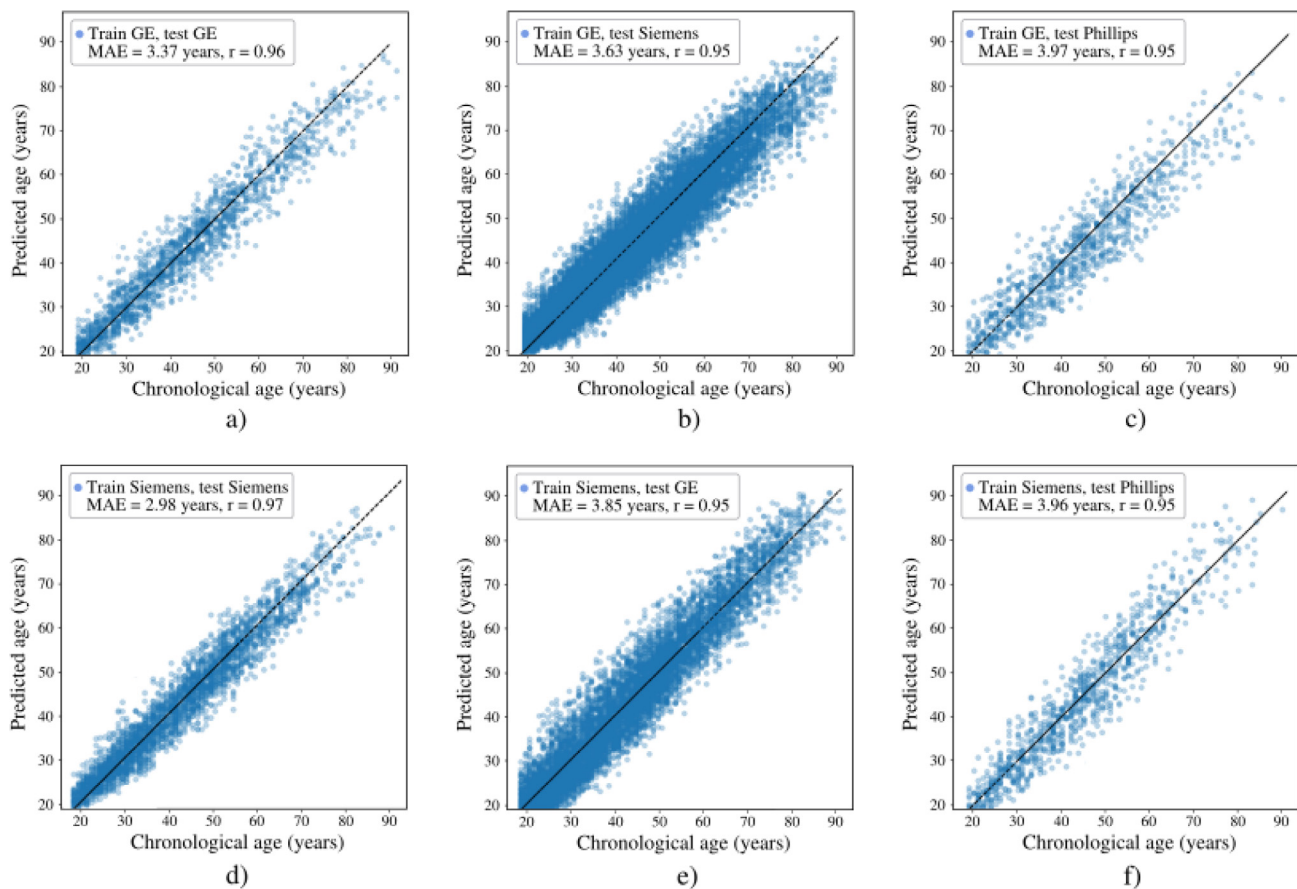 Train GE, test GE
MAE = 3.37 years, r = 0.96
90
80
70
60
50
40
30
20
Predicted age (years)
20 30 40 50 60 70 80 90
Chronological age (years)
a)
Train GE, test Siemens
MAE = 3.63 years, r = 0.95
90
80
70
60
50
40
30
20
Predicted age (years)
20 30 40 50 60 70 80 90
Chronological age (years)
b)
Train GE, test Phillips
MAE = 3.97 years, r = 0.95
90
80
70
60
50
40
30
20
Predicted age (years)
20 30 40 50 60 70 80 90
Chronological age (years)
c)
Train Siemens, test Siemens
MAE = 2.98 years, r = 0.97
90
80
70
60
50
40
30
20
Predicted age (years)
20 30 40 50 60 70 80 90
Chronological age (years)
d)
Train Siemens, test GE
MAE = 3.85 years, r = 0.95
90
80
70
60
50
40
30
20
Predicted age (years)
20 30 40 50 60 70 80 90
Chronological age (years)
e)
Train Siemens, test Phillips
MAE = 3.96 years, r = 0.95
90
80
70
60
50
40
30
20
Predicted age (years)
20 30 40 50 60 70 80 90
Chronological age (years)
f)